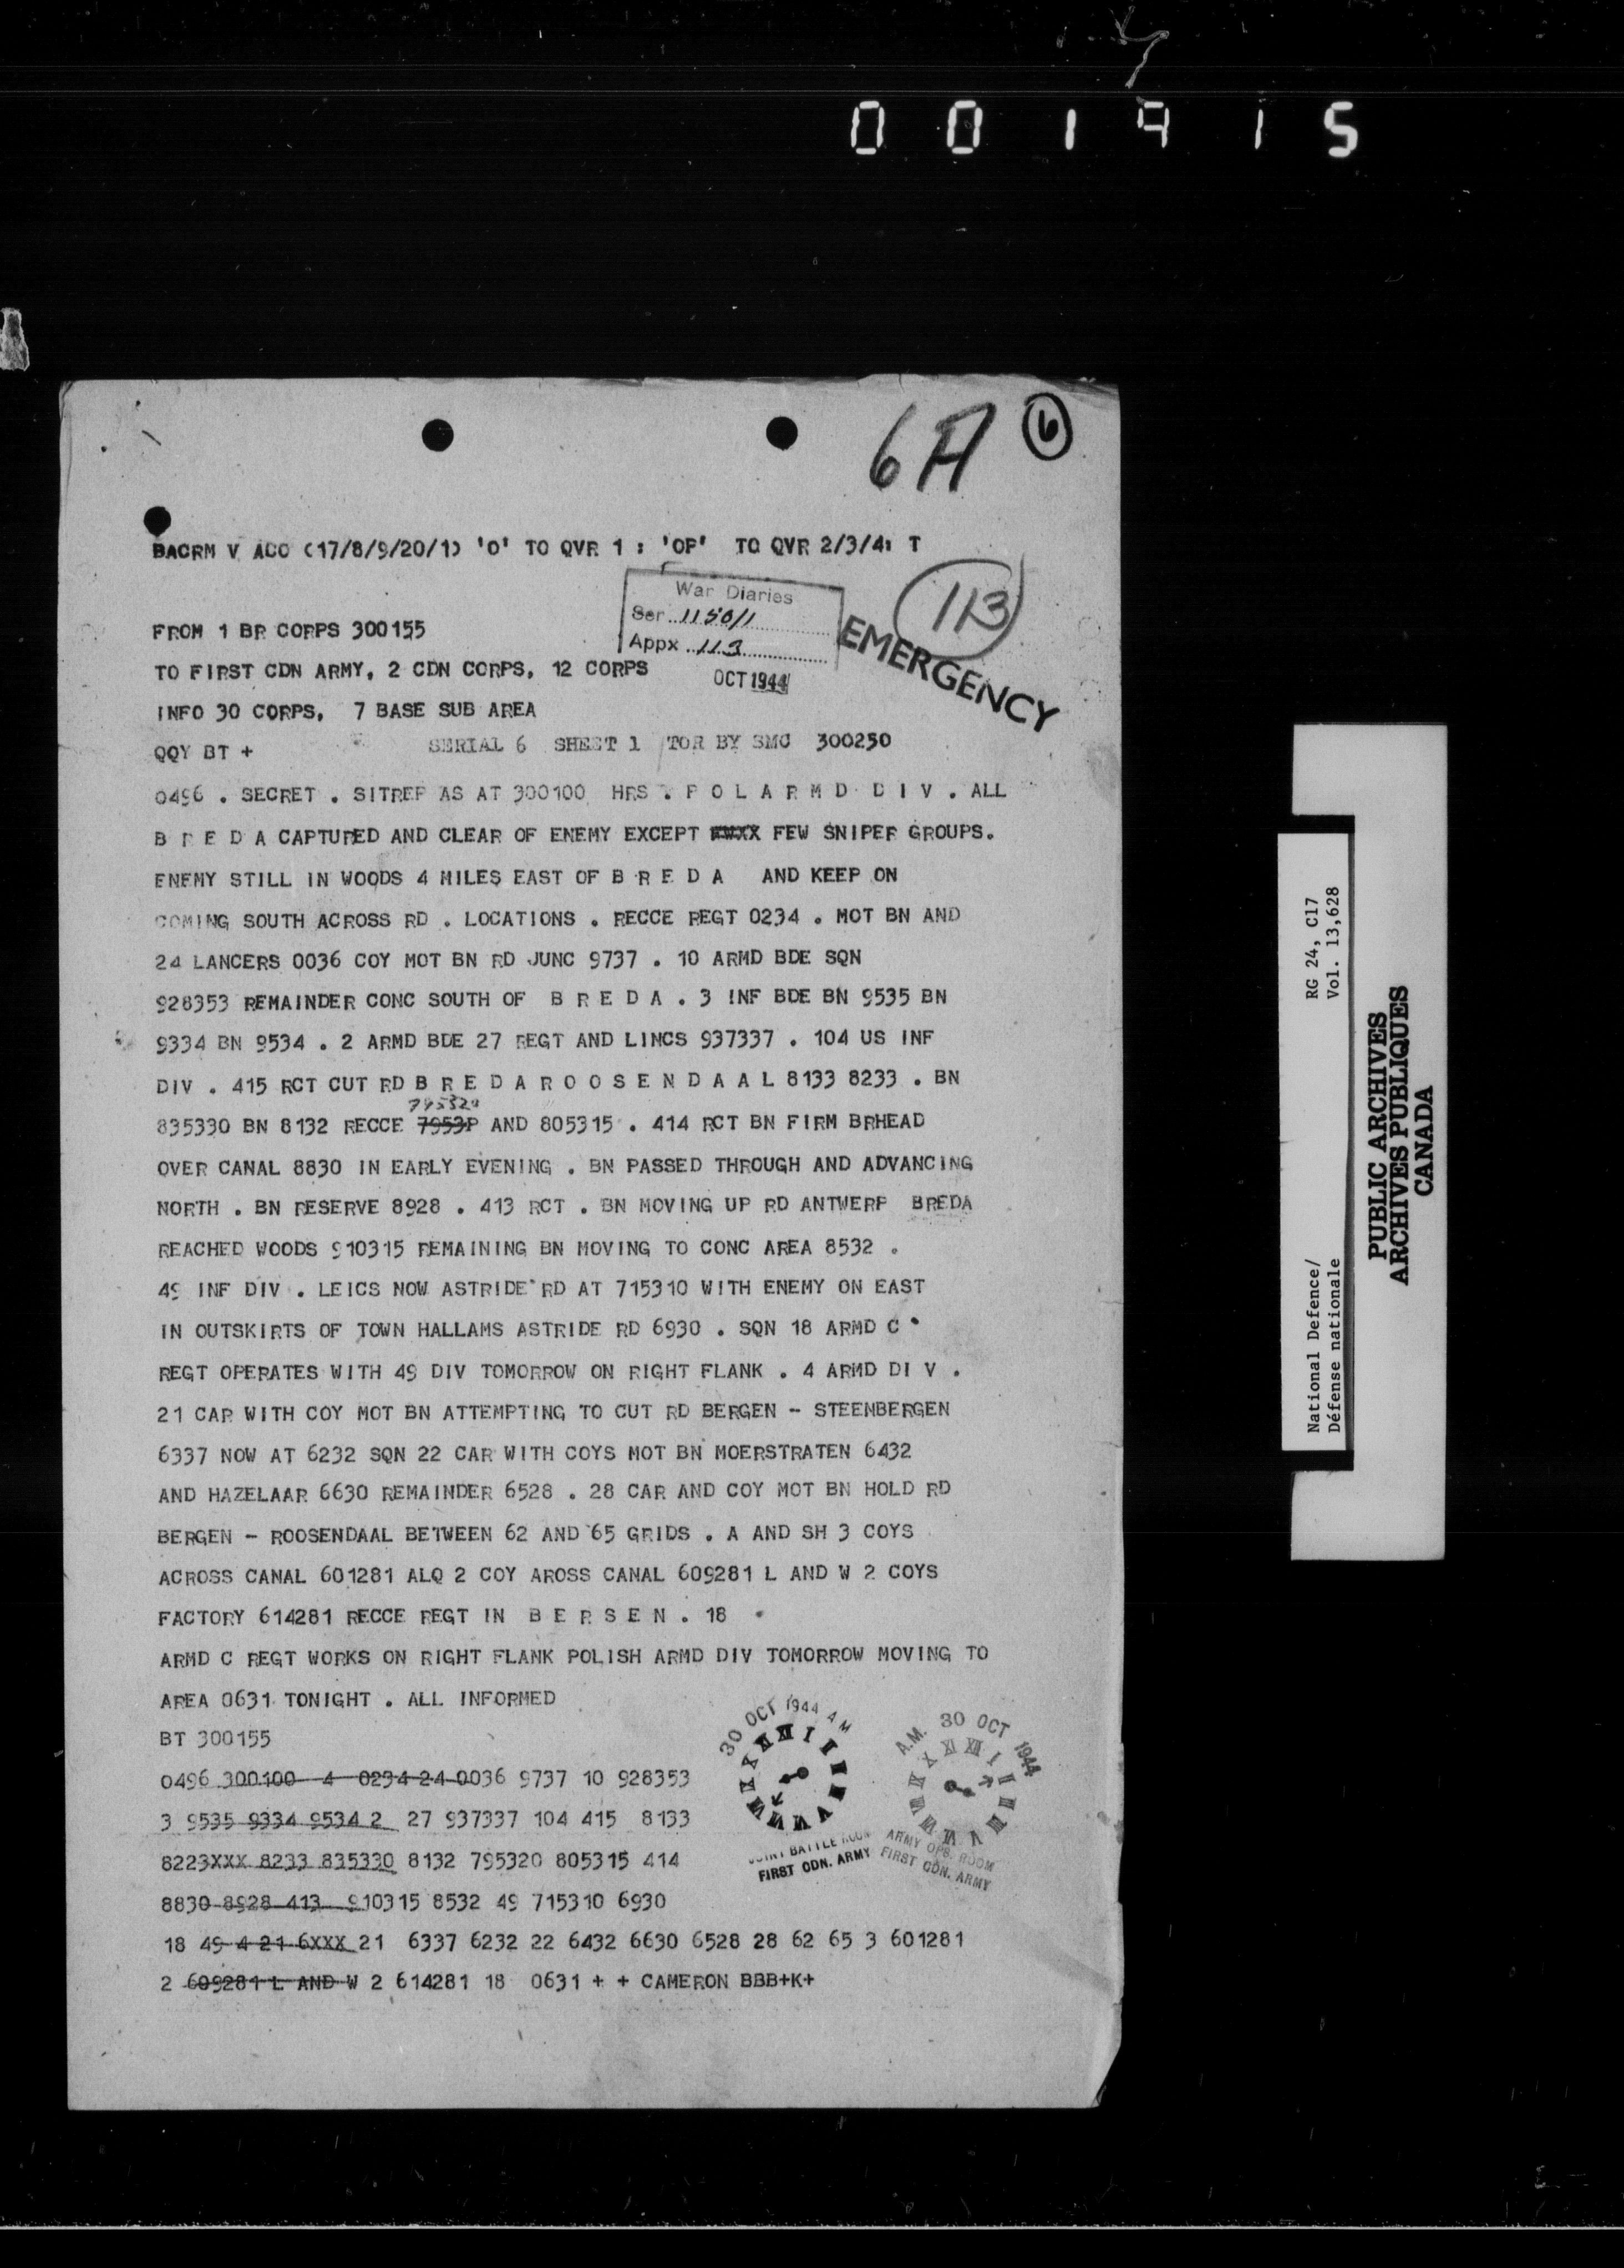 001915
6A 6
BACRM V ACO (17/8/9/20/1) 'O' TO QVR 1 : 'OP' TO QVR 2/3/4: T
War Diaries
Ser 1150/1
Appx 113
OCT 1944
113
EMERGENCY
FROM 1 BR CORPS 300155
TO FIRST CDN ARMY, 2 CDN CORPS, 12 CORPS
INFO 30 CORPS, 7 BASE SUB AREA
QQY BT +
SERIAL 6 SHEET 1 TOR BY SMC 300250
0496 . SECRET . SITREP AS AT 300100 HRS . P O L A R M D D I V . ALL
B R E D A CAPTURED AND CLEAR OF ENEMY EXCEPT FEW SNIPER GROUPS.
ENEMY STILL IN WOODS 4 MILES EAST OF B R E D A AND KEEP ON
COMING SOUTH ACROSS RD . LOCATIONS . RECCE REGT 0234 . MOT BN AND
24 LANCERS 0036 COY MOT BN RD JUNC 9737 . 10 ARMD BDE SQN
928353 REMAINDER CONC SOUTH OF B R E D A . 3 INF BDE BN 9535 BN
9334 BN 9534 . 2 ARMD BDE 27 REGT AND LINCS 937337 . 104 US INF
DIV . 415 RCT CUT RD B R E D A R O O S E N D A A L 8133 8233 . BN
795320
835330 BN 8132 RECCE 7953P AND 805315 . 414 RCT BN FIRM BRHEAD
OVER CANAL 8830 IN EARLY EVENING . BN PASSED THROUGH AND ADVANCING
NORTH . BN RESERVE 8928 . 413 RCT . BN MOVING UP RD ANTWERP BREDA
REACHED WOODS 910315 REMAINING BN MOVING TO CONC AREA 8532 .
49 INF DIV . LEICS NOW ASTRIDE RD AT 715310 WITH ENEMY ON EAST
IN OUTSKIRTS OF TOWN HALLAMS ASTRIDE RD 6930 . SQN 18 ARMD C
REGT OPERATES WITH 49 DIV TOMORROW ON RIGHT FLANK . 4 ARMD DI V .
21 CAR WITH COY MOT BN ATTEMPTING TO CUT RD BERGEN - STEENBERGEN
6337 NOW AT 6232 SQN 22 CAR WITH COYS MOT BN MOERSTRATEN 6432
AND HAZELAAR 6630 REMAINDER 6528 . 28 CAR AND COY MOT BN HOLD RD
BERGEN - ROOSENDAAL BETWEEN 62 AND 65 GRIDS . A AND SH 3 COYS
ACROSS CANAL 601281 ALQ 2 COY AROSS CANAL 609281 L AND W 2 COYS
FACTORY 614281 RECCE REGT IN B E R S E N . 18
ARMD C REGT WORKS ON RIGHT FLANK POLISH ARMD DIV TOMORROW MOVING TO
AREA 0631 TONIGHT . ALL INFORMED
BT 300155
0496 300100 4 0234 24 0036 9737 10 928353
3 9535 9334 9534 2 27 937337 104 415 8133
8223XXX 8233 835330 8132 795320 805315 414
8830 8928 413 910315 8532 49 715310 6930
18 49 4 21 6XXX 21 6337 6232 22 6432 6630 6528 28 62 65 3 601281
2 609281 L AND W 2 614281 18 0631 + + CAMERON BBB+K+
30 OCT 1944 AM
JOINT BATTLE ROOM
FIRST CDN. ARMY
A.M. 30 OCT 1944
ARMY OPS. ROOM
FIRST CDN. ARMY
National Defence/ RG 24, C17
Défense nationale Vol. 13,628
PUBLIC ARCHIVES
ARCHIVES PUBLIQUES
CANADA